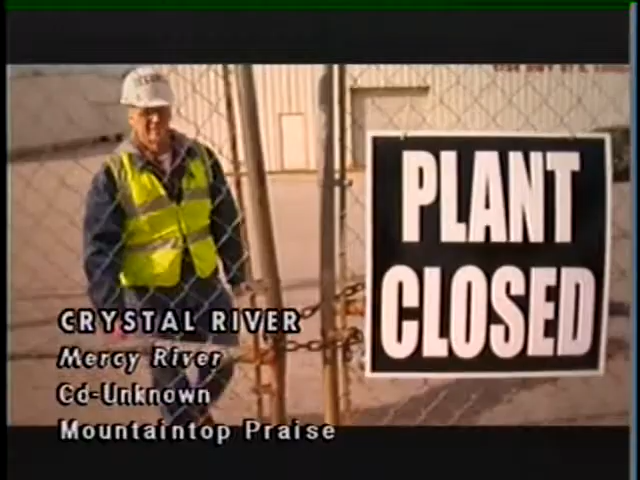 PLANT
CLOSED
CRYSTAL RIVER
Mercy River
Cd-Unknown
Mountaintop Praise